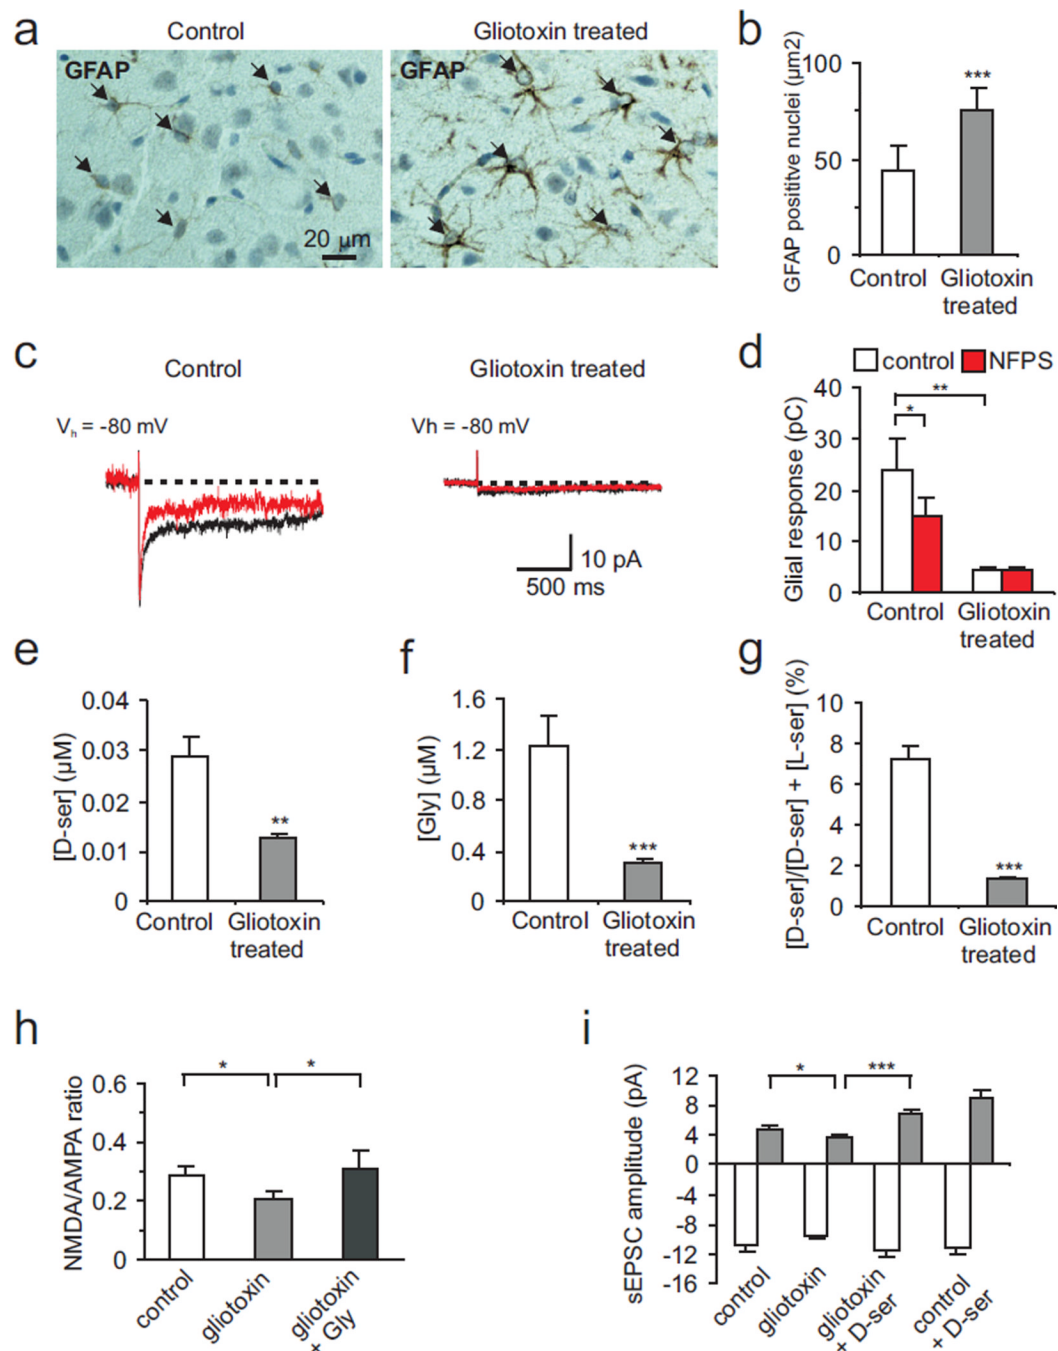 a
Control
Gliotoxin treated
GFAP
GFAP
20 µm
b
GFAP positive nuclei (µm2)
100
50
0
***
Control
Gliotoxin
treated
c
Control
Gliotoxin treated
Vh = -80 mV
Vh = -80 mV
10 pA
500 ms
d
control
NFPS
Glial response (pC)
40
30
20
10
0
**
*
Control
Gliotoxin
treated
e
[D-ser] (µM)
0.04
0.03
0.02
0.01
0
**
Control
Gliotoxin
treated
f
[Gly] (µM)
1.6
1.2
0.8
0.4
0
***
Control
Gliotoxin
treated
g
[D-ser]/[D-ser] + [L-ser] (%)
10
8
6
4
2
0
***
Control
Gliotoxin
treated
h
NMDA/AMPA ratio
0.6
0.4
0.2
0
*
*
control
gliotoxin
gliotoxin
+ Gly
i
sEPSC amplitude (pA)
12
8
4
0
-4
-8
-12
-16
*
***
control
gliotoxin
gliotoxin
+ D-ser
control
+ D-ser